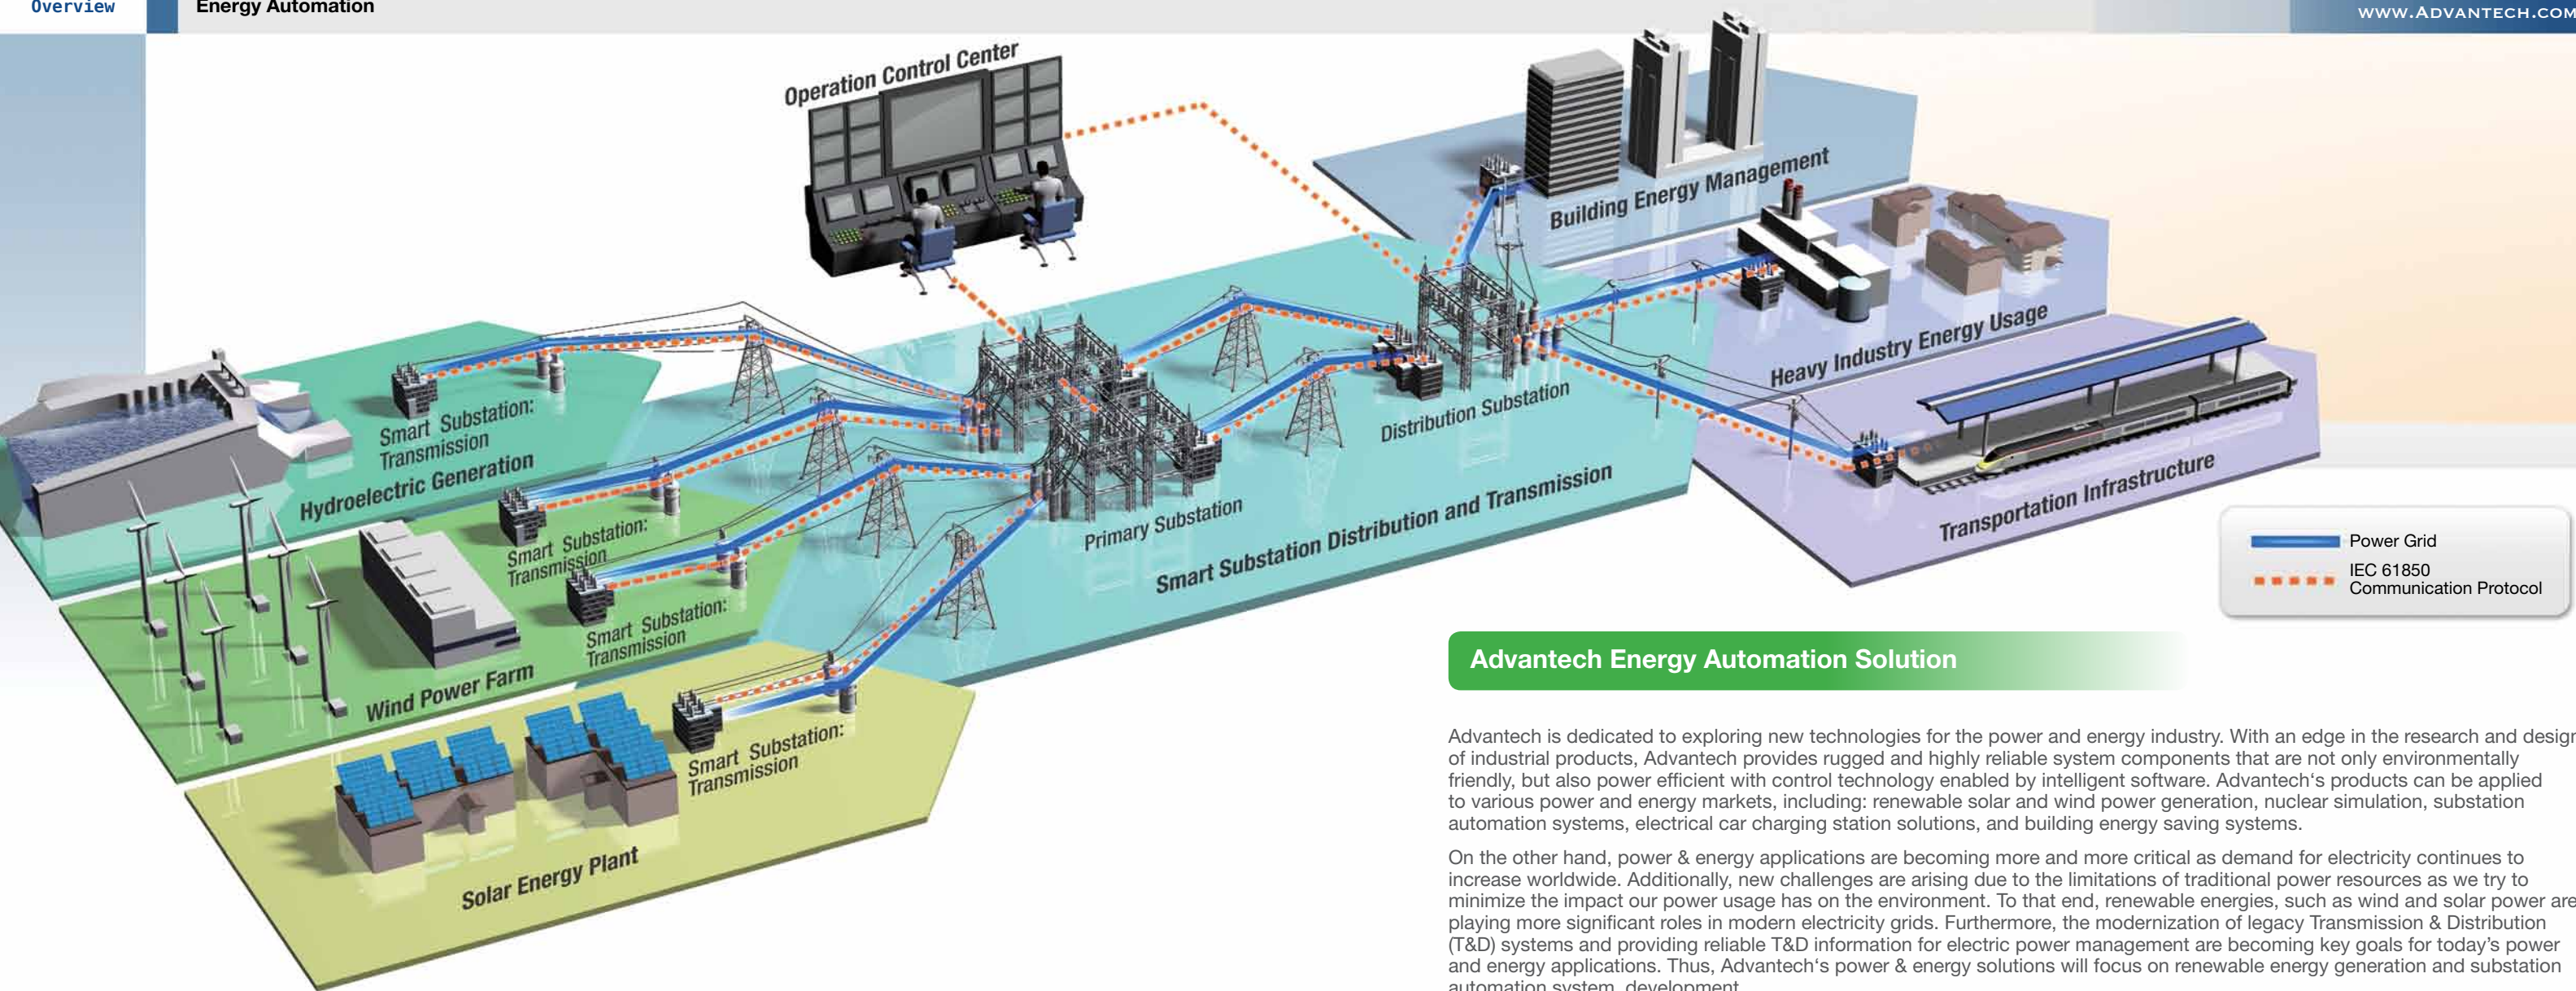 Overview
Energy Automation
www.Advantech.com
Operation Control Center
Building Energy Management
Heavy Industry Energy Usage
Transportation Infrastructure
Smart Substation:
Transmission
Hydroelectric Generation
Smart Substation:
Transmission
Smart Substation:
Transmission
Wind Power Farm
Smart Substation:
Transmission
Solar Energy Plant
Primary Substation
Distribution Substation
Smart Substation Distribution and Transmission
Power Grid
IEC 61850
Communication Protocol
Advantech Energy Automation Solution
Advantech is dedicated to exploring new technologies for the power and energy industry. With an edge in the research and design
of industrial products, Advantech provides rugged and highly reliable system components that are not only environmentally
friendly, but also power efficient with control technology enabled by intelligent software. Advantech‘s products can be applied
to various power and energy markets, including: renewable solar and wind power generation, nuclear simulation, substation
automation systems, electrical car charging station solutions, and building energy saving systems.
On the other hand, power & energy applications are becoming more and more critical as demand for electricity continues to
increase worldwide. Additionally, new challenges are arising due to the limitations of traditional power resources as we try to
minimize the impact our power usage has on the environment. To that end, renewable energies, such as wind and solar power are
playing more significant roles in modern electricity grids. Furthermore, the modernization of legacy Transmission & Distribution
(T&D) systems and providing reliable T&D information for electric power management are becoming key goals for today’s power
and energy applications. Thus, Advantech‘s power & energy solutions will focus on renewable energy generation and substation
automation system development.